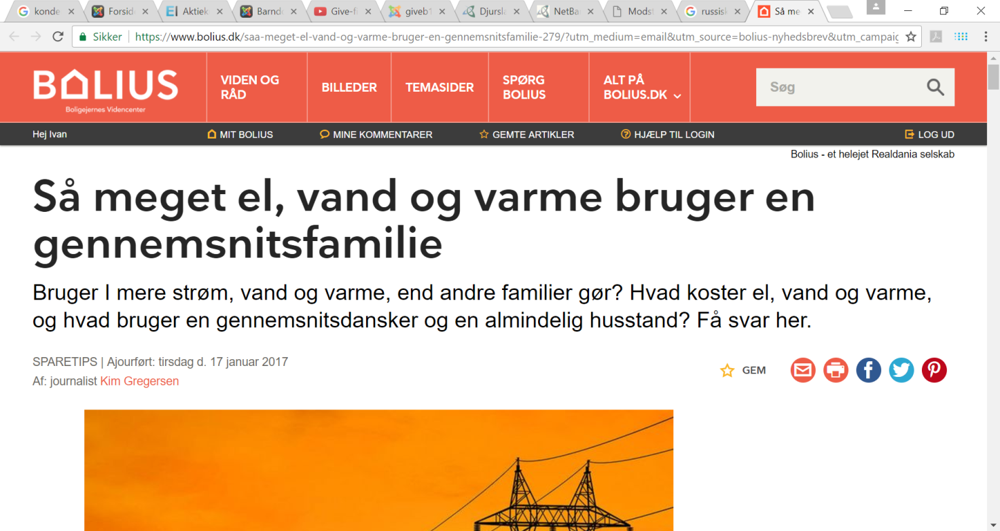 konde
Forsid
Aktiek
Barnd
Give-fi
giveb1
Djursla
NetBa
Modst
russisk
Så me
Sikker
https://www.bolius.dk/saa-meget-el-vand-og-varme-bruger-en-gennemsnitsfamilie-279/?utm_medium=email&utm_source=bolius-nyhedsbrev&utm_campaig
BOLIUS
Boligejernes Videncenter
VIDEN OG
RÅD
BILLEDER
TEMASIDER
SPØRG
BOLIUS
ALT PÅ
BOLIUS.DK
Søg
Hej Ivan
MIT BOLIUS
MINE KOMMENTARER
GEMTE ARTIKLER
HJÆLP TIL LOGIN
LOG UD
Bolius - et helejet Realdania selskab
Så meget el, vand og varme bruger en
gennemsnitsfamilie
Bruger I mere strøm, vand og varme, end andre familier gør? Hvad koster el, vand og varme,
og hvad bruger en gennemsnitsdansker og en almindelig husstand? Få svar her.
SPARETIPS | Ajourført: tirsdag d. 17 januar 2017
Af: journalist Kim Gregersen
GEM